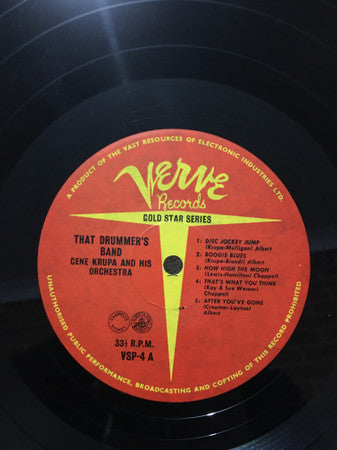 A PRODUCT OF THE VAST RESOURCES OF ELECTRONIC INDUSTRIES LTD.
Verve
Records
GOLD STAR SERIES
THAT DRUMMER'S
BAND
GENE KRUPA AND HIS
ORCHESTRA
1: DISC JOCKEY JUMP
(Krupa-Mulligan) Albert
2: BOOGIE BLUES
(Krupa-Biondi) Albert
3: HOW HIGH THE MOON
(Lewis-Hamilton) Chappell
4: THAT'S WHAT YOU THINK
(Kay & Sue Werner)
Chappell
5: AFTER YOU'VE GONE
(Creamer-Leyton)
Albert
33⅓ R.P.M.
VSP-4 A
UNAUTHORISED PUBLIC PERFORMANCE, BROADCASTING AND COPYING OF THIS RECORD PROHIBITED